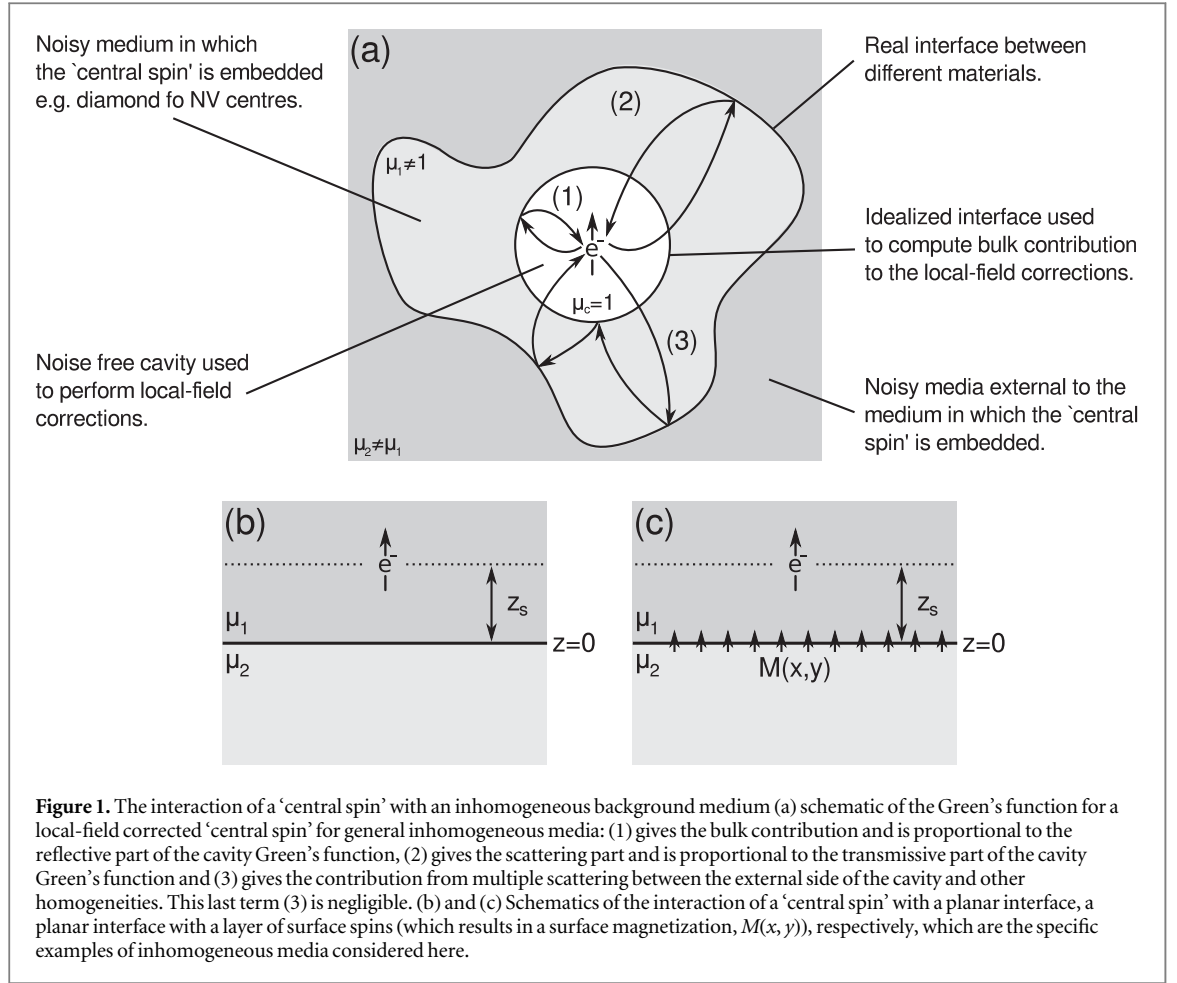 Noisy medium in which
the `central spin' is embedded
e.g. diamond fo NV centres.
(a)
Real interface between
different materials.
(2)
μ₁≠1
(1)
e⁻
μc=1
Idealized interface used
to compute bulk contribution
to the local-field corrections.
(3)
Noise free cavity used
to perform local-field
corrections.
Noisy media external to the
medium in which the `central
spin' is embedded.
μ₂≠μ₁
(b)
e⁻
zs
μ₁
μ₂
z=0
(c)
e⁻
zs
μ₁
μ₂
z=0
M(x,y)
Figure 1. The interaction of a ‘central spin’ with an inhomogeneous background medium (a) schematic of the Green’s function for a
local-field corrected ‘central spin’ for general inhomogeneous media: (1) gives the bulk contribution and is proportional to the
reflective part of the cavity Green’s function, (2) gives the scattering part and is proportional to the transmissive part of the cavity
Green’s function and (3) gives the contribution from multiple scattering between the external side of the cavity and other
homogeneities. This last term (3) is negligible. (b) and (c) Schematics of the interaction of a ‘central spin’ with a planar interface, a
planar interface with a layer of surface spins (which results in a surface magnetization, M(x, y)), respectively, which are the specific
examples of inhomogeneous media considered here.